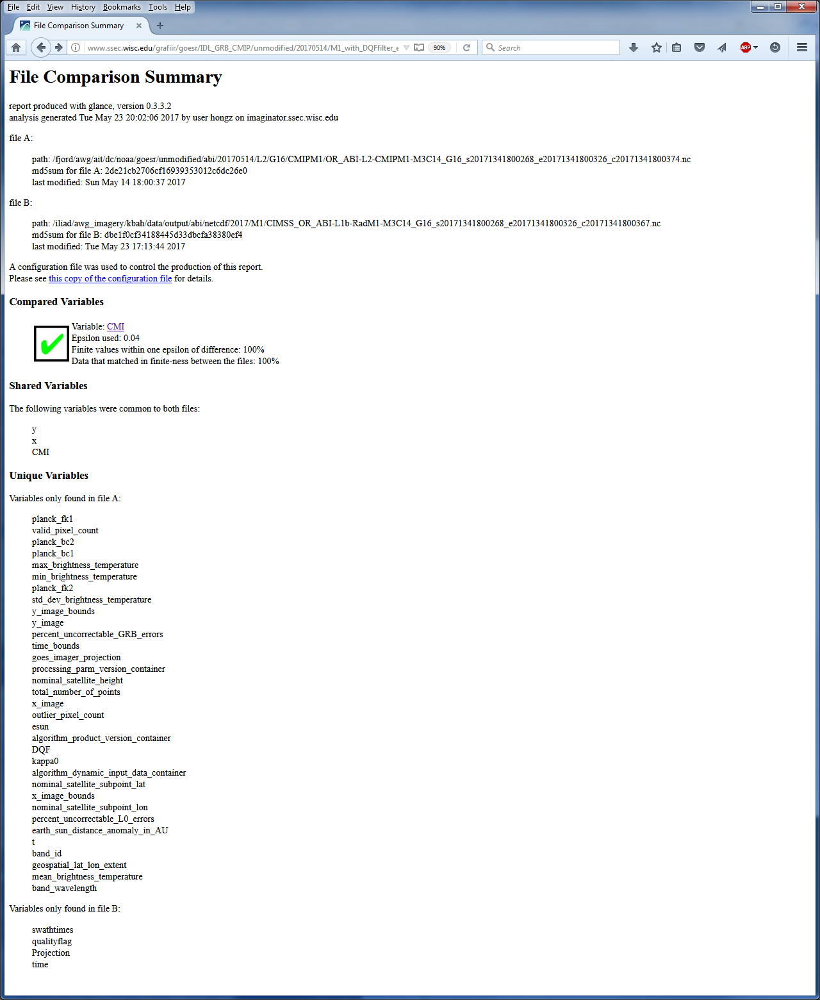 File Edit View History Bookmarks Tools Help
File Comparison Summary
www.ssec.wisc.edu/grafiir/goesr/IDL_GRB_CMIP/unmodified/20170514/M1_with_DQFfilter_e 90% Search ABP
File Comparison Summary
report produced with glance, version 0.3.3.2
analysis generated Tue May 23 20:02:06 2017 by user hongz on imaginator.ssec.wisc.edu
file A:
path: /fjord/awg/ait/dc/noaa/goesr/unmodified/abi/20170514/L2/G16/CMIPM1/OR_ABI-L2-CMIPM1-M3C14_G16_s20171341800268_e20171341800326_c20171341800374.nc
md5sum for file A: 2de21cb2706cf16939353012c6dc26e0
last modified: Sun May 14 18:00:37 2017
file B:
path: /iliad/awg_imagery/kbah/data/output/abi/netcdf/2017/M1/CIMSS_OR_ABI-L1b-RadM1-M3C14_G16_s20171341800268_e20171341800326_c20171341800367.nc
md5sum for file B: dbe1f0cf34188445d33dbcfa38380ef4
last modified: Tue May 23 17:13:44 2017
A configuration file was used to control the production of this report.
Please see this copy of the configuration file for details.
Compared Variables
Variable: CMI
Epsilon used: 0.04
Finite values within one epsilon of difference: 100%
Data that matched in finite-ness between the files: 100%
Shared Variables
The following variables were common to both files:
y
x
CMI
Unique Variables
Variables only found in file A:
planck_fk1
valid_pixel_count
planck_bc2
planck_bc1
max_brightness_temperature
min_brightness_temperature
planck_fk2
std_dev_brightness_temperature
y_image_bounds
y_image
percent_uncorrectable_GRB_errors
time_bounds
goes_imager_projection
processing_parm_version_container
nominal_satellite_height
total_number_of_points
x_image
outlier_pixel_count
esun
algorithm_product_version_container
DQF
kappa0
algorithm_dynamic_input_data_container
nominal_satellite_subpoint_lat
x_image_bounds
nominal_satellite_subpoint_lon
percent_uncorrectable_L0_errors
earth_sun_distance_anomaly_in_AU
t
band_id
geospatial_lat_lon_extent
mean_brightness_temperature
band_wavelength
Variables only found in file B:
swathtimes
qualityflag
Projection
time